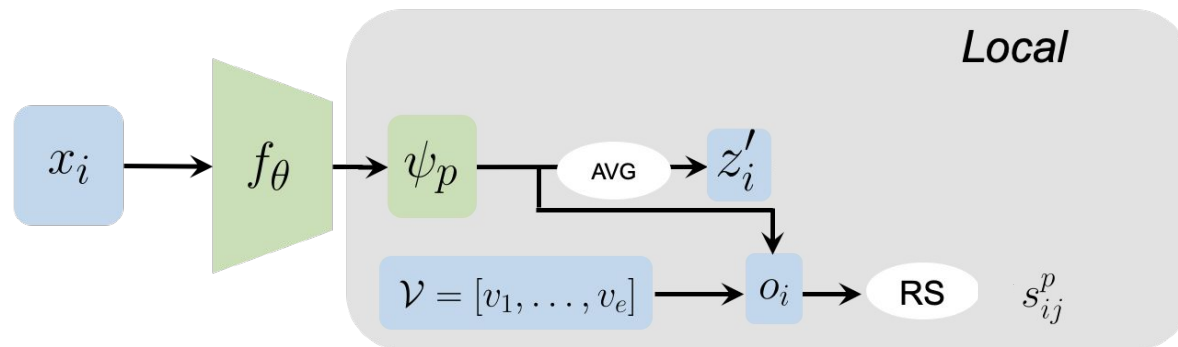 Local
x_i
f_θ
ψ_p
AVG
z'_i
𝒱 = [v_1, . . . , v_e]
o_i
RS
s^p_{ij}